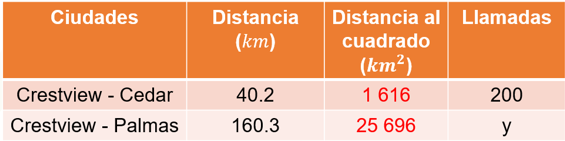 Ciudades Distancia (km) Distancia al cuadrado (km²) Llamadas
Crestview - Cedar 40.2 1 616 200
Crestview - Palmas 160.3 25 696 y